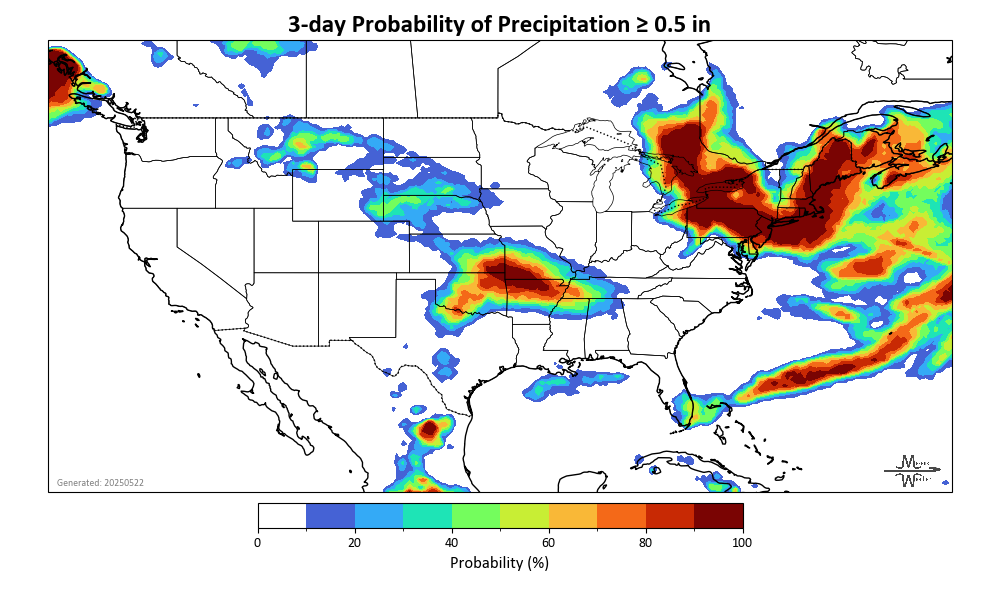 3-day Probability of Precipitation ≥ 0.5 in
Generated: 20250522
0 20 40 60 80 100
Probability (%)